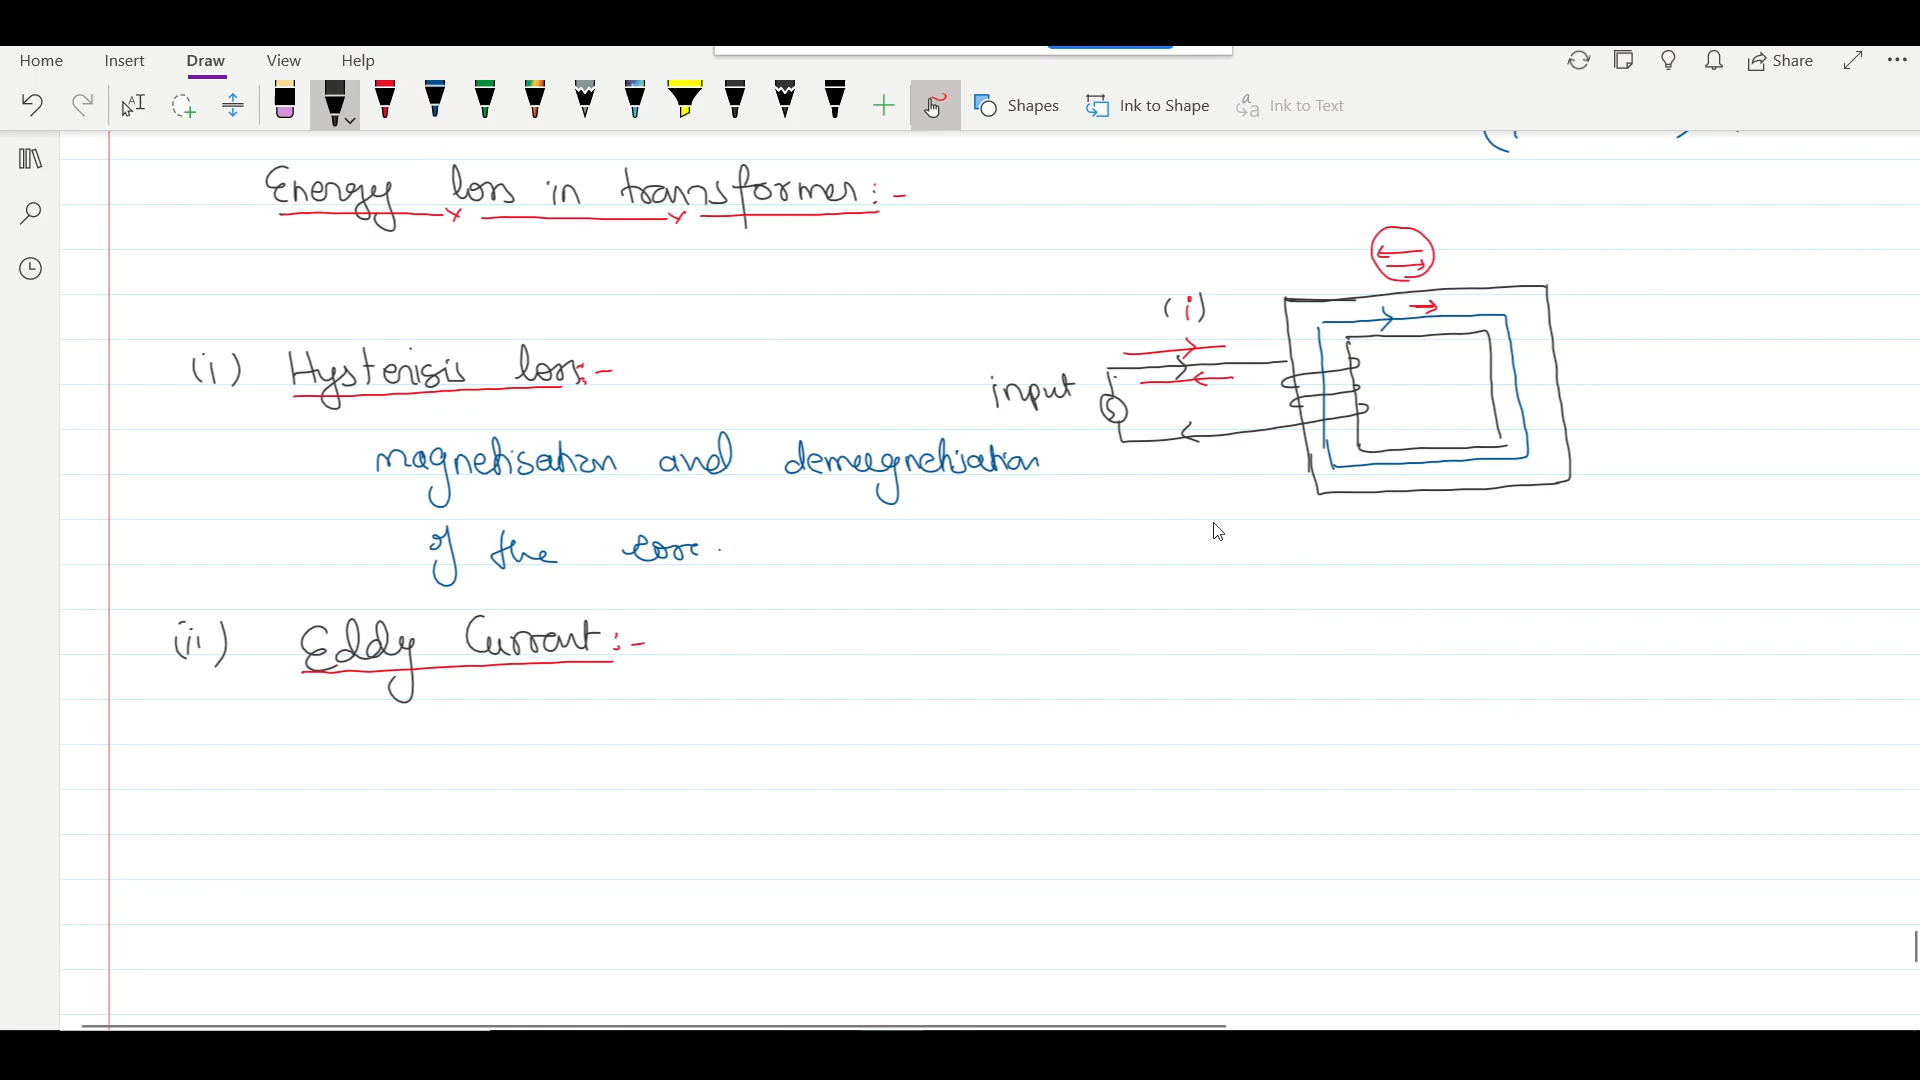 Home Insert Draw View Help
Share
Shapes Ink to Shape Ink to Text
Energy loss in transformer :-
(i)
(i) Hysterisis loss :-
input
magnetisation and demagnetisation
of the core.
(ii) Eddy Current :-